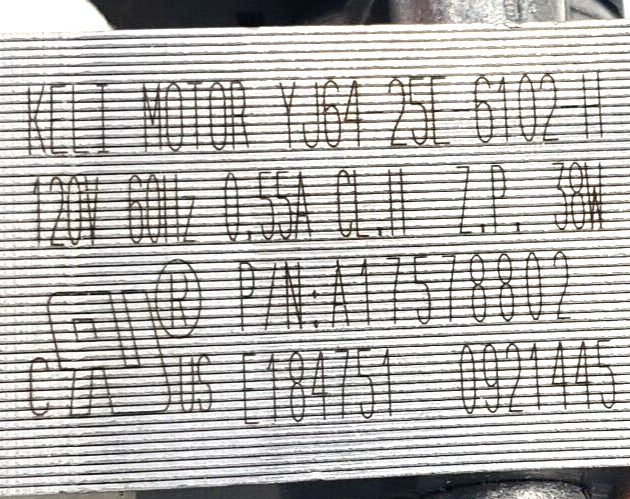 KELI MOTOR YJ64 25E-6102-H
120V 60Hz 0.55A CL.H Z.P. 38W
® P/N:A17578802
C US E184751 0921445